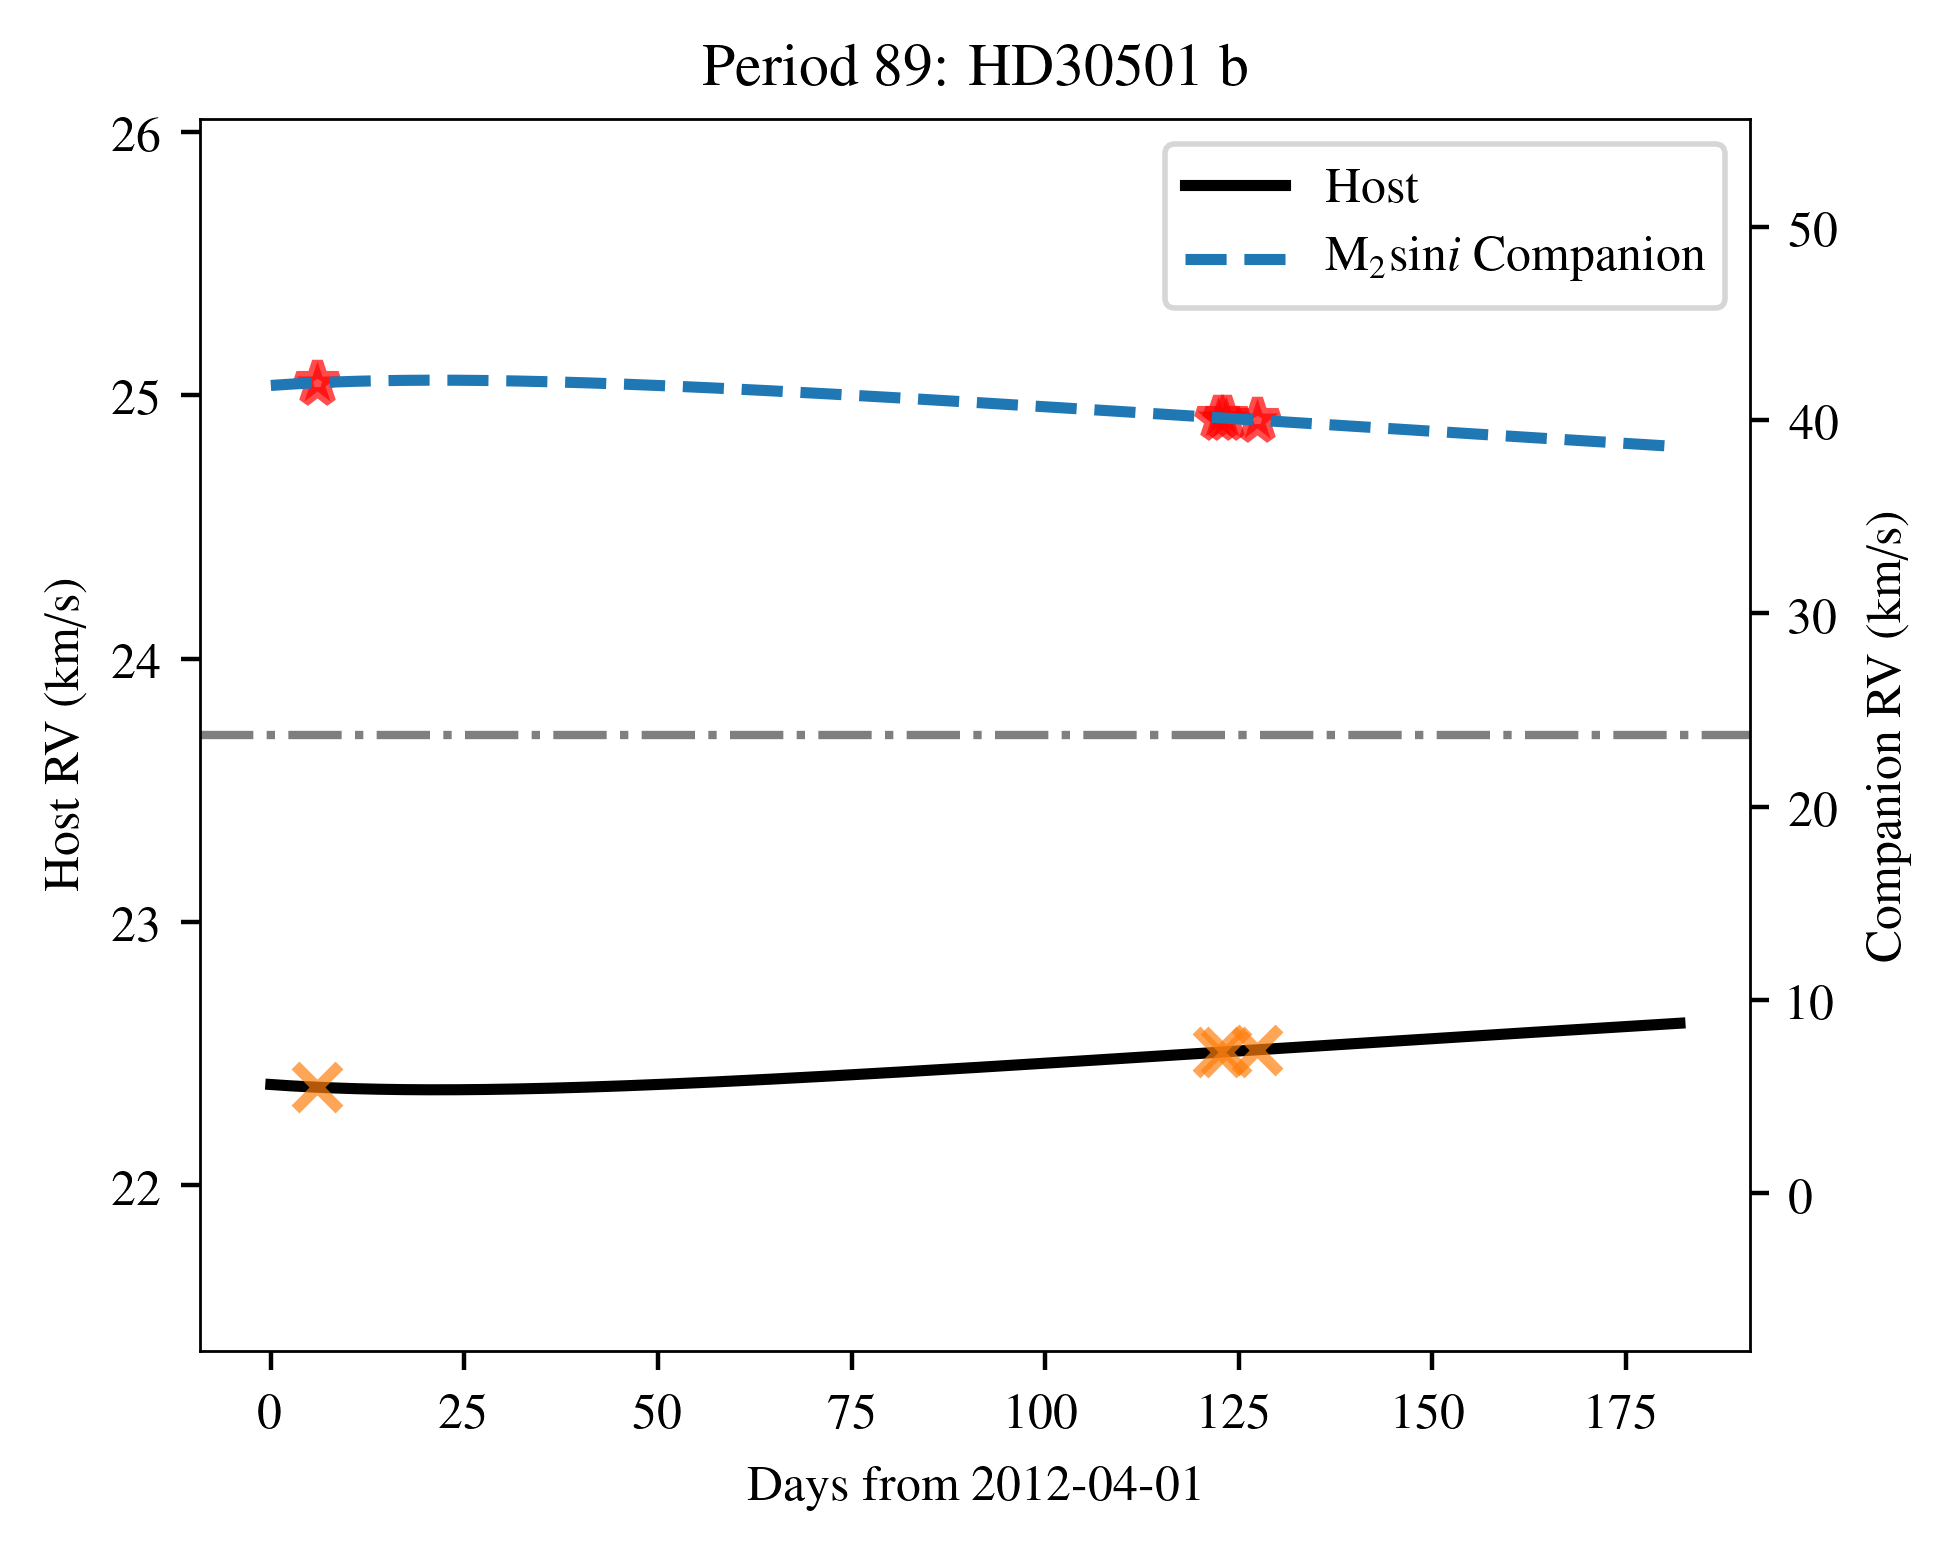 Period 89: HD30501 b
Host
M₂sini Companion
26
25
24
23
22
Host RV (km/s)
50
40
30
20
10
0
Companion RV (km/s)
0 25 50 75 100 125 150 175
Days from 2012-04-01